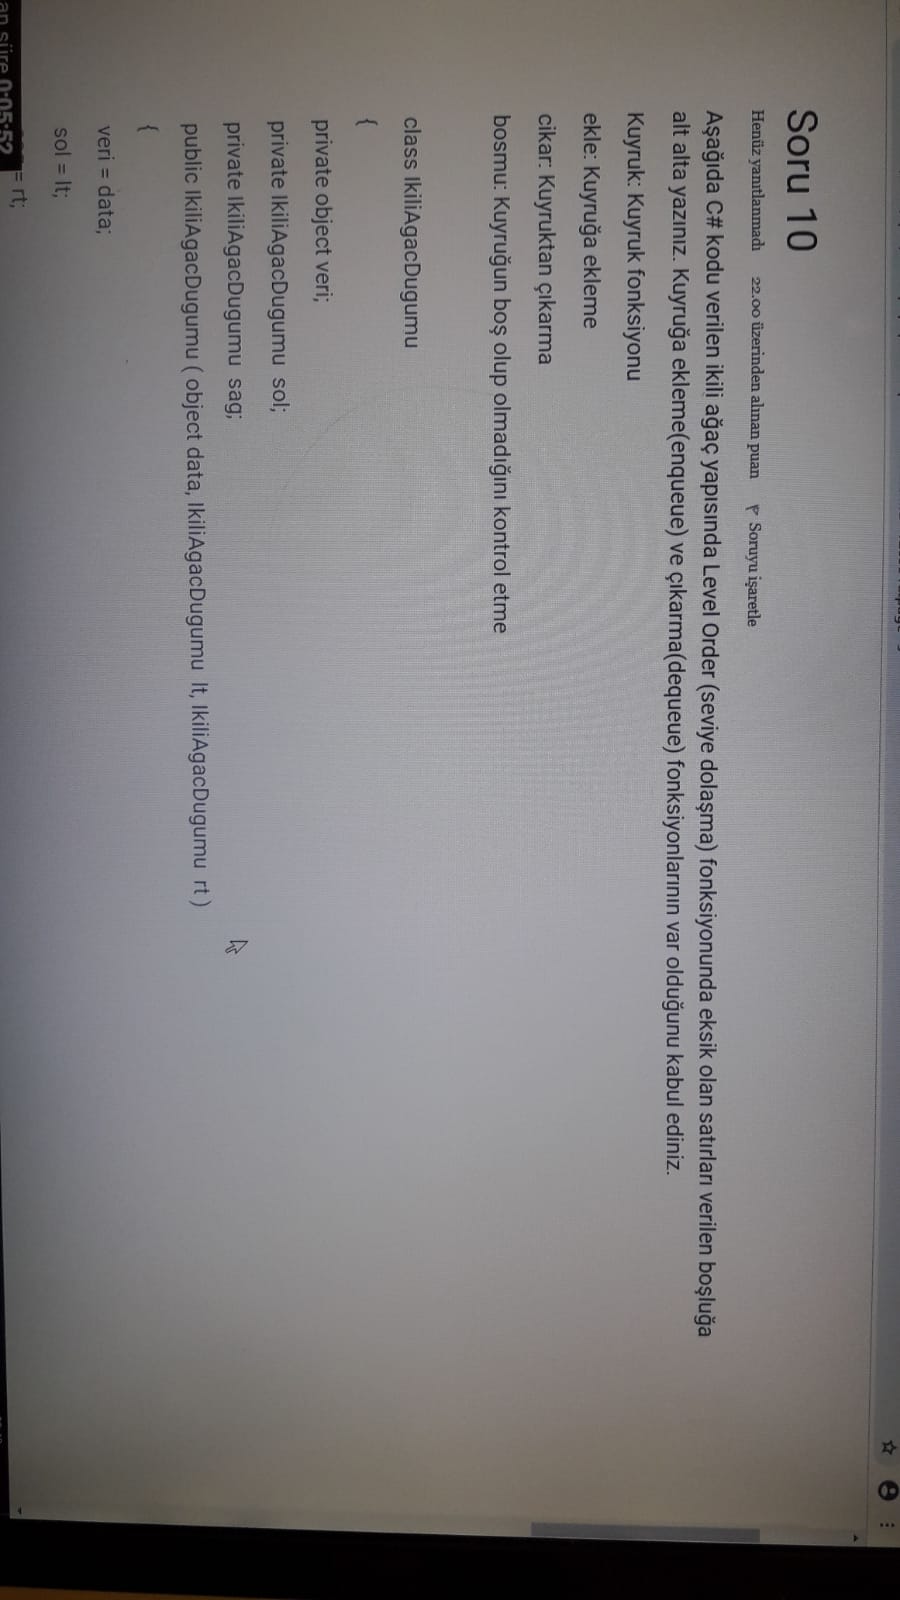 Soru 10
Henüz yanıtlanmadı 22.00 üzerinden alınan puan Soruyu işaretle
Aşağıda C# kodu verilen ikili ağaç yapısında Level Order (seviye dolaşma) fonksiyonunda eksik olan satırları verilen boşluğa
alt alta yazınız. Kuyruğa ekleme(enqueue) ve çıkarma(dequeue) fonksiyonlarının var olduğunu kabul ediniz.
Kuyruk: Kuyruk fonksiyonu
ekle: Kuyruğa ekleme
cikar: Kuyruktan çıkarma
bosmu: Kuyruğun boş olup olmadığını kontrol etme
class IkiliAgacDugumu
{
private object veri;
private IkiliAgacDugumu sol;
private IkiliAgacDugumu sag;
public IkiliAgacDugumu ( object data, IkiliAgacDugumu lt, IkiliAgacDugumu rt )
{
veri = data;
sol = lt;
= rt;
süre 0:05:52